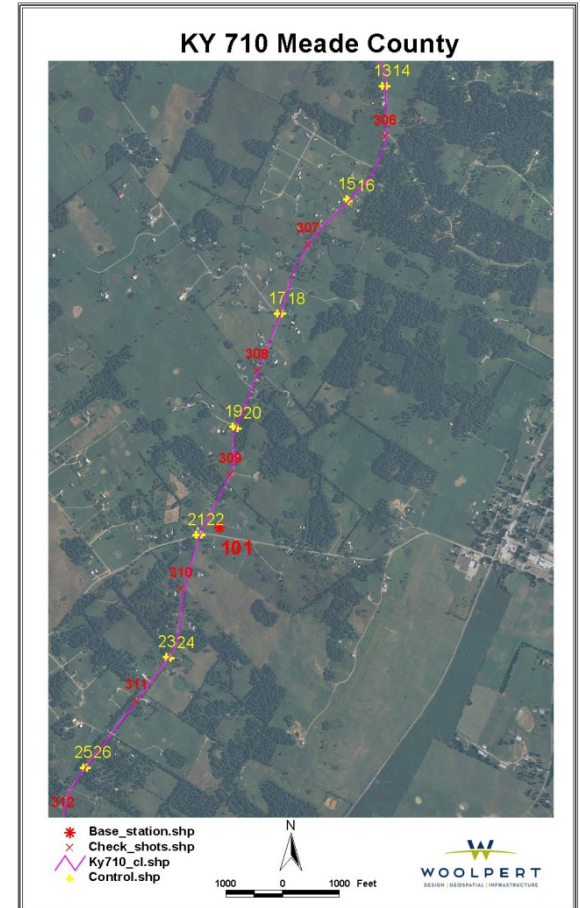 KY 710 Meade County
1314
306
1516
307
1718
308
1920
309
2122
101
310
2324
311
2526
312
Base_station.shp
Check_shots.shp
Ky710_cl.shp
Control.shp
N
1000 0 1000 Feet
WOOLPERT
DESIGN | GEOSPATIAL | INFRASTRUCTURE